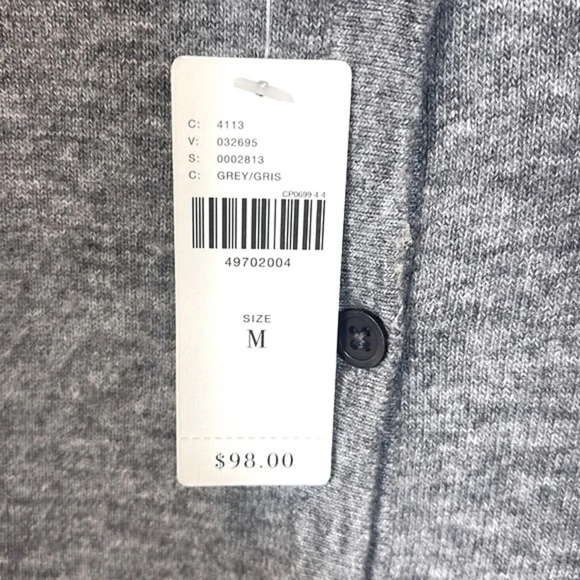 C: 4113
V: 032695
S: 0002813
C: GREY/GRIS
CP0699 4 4
49702004
SIZE
M
$98.00